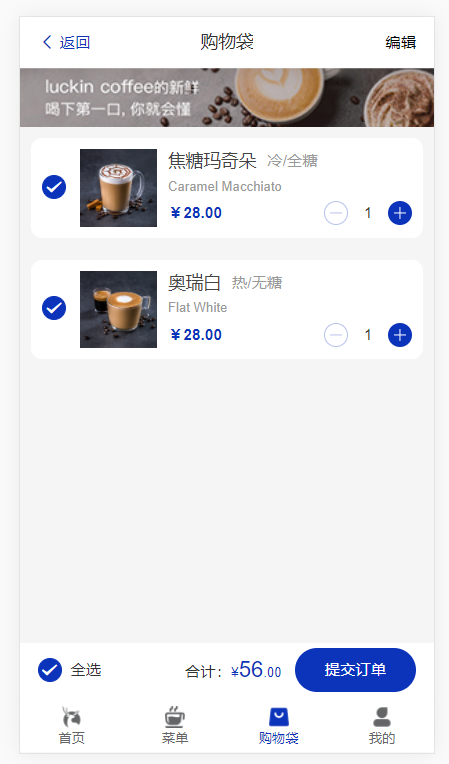 返回
购物袋
编辑
luckin coffee的新鲜
喝下第一口, 你就会懂
焦糖玛奇朵 冷/全糖
Caramel Macchiato
¥28.00
1
奥瑞白 热/无糖
Flat White
¥28.00
1
全选
合计：¥56.00
提交订单
首页
菜单
购物袋
我的